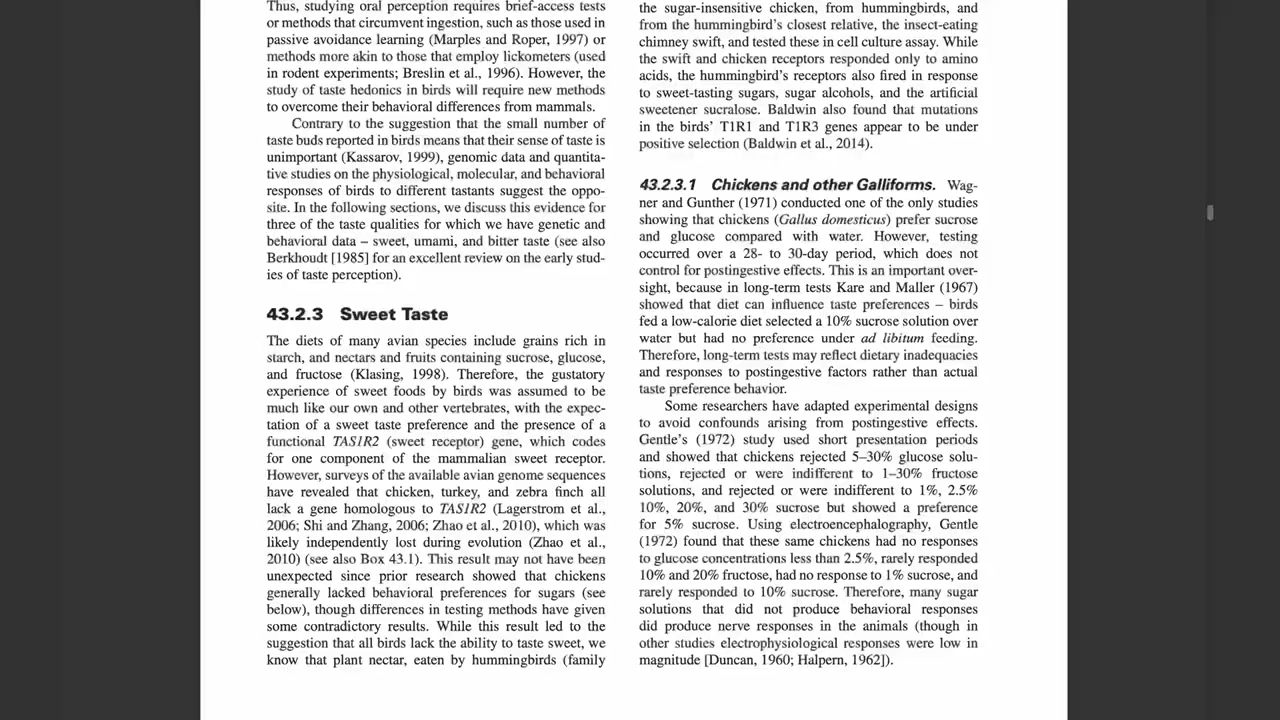 Thus, studying oral perception requires brief-access tests
or methods that circumvent ingestion, such as those used in
passive avoidance learning (Marples and Roper, 1997) or
methods more akin to those that employ lickometers (used
in rodent experiments; Breslin et al., 1996). However, the
study of taste hedonics in birds will require new methods
to overcome their behavioral differences from mammals.
Contrary to the suggestion that the small number of
taste buds reported in birds means that their sense of taste is
unimportant (Kassarov, 1999), genomic data and quantita-
tive studies on the physiological, molecular, and behavioral
responses of birds to different tastants suggest the oppo-
site. In the following sections, we discuss this evidence for
three of the taste qualities for which we have genetic and
behavioral data – sweet, umami, and bitter taste (see also
Berkhoudt [1985] for an excellent review on the early stud-
ies of taste perception).
43.2.3 Sweet Taste
The diets of many avian species include grains rich in
starch, and nectars and fruits containing sucrose, glucose,
and fructose (Klasing, 1998). Therefore, the gustatory
experience of sweet foods by birds was assumed to be
much like our own and other vertebrates, with the expec-
tation of a sweet taste preference and the presence of a
functional TAS1R2 (sweet receptor) gene, which codes
for one component of the mammalian sweet receptor.
However, surveys of the available avian genome sequences
have revealed that chicken, turkey, and zebra finch all
lack a gene homologous to TAS1R2 (Lagerstrom et al.,
2006; Shi and Zhang, 2006; Zhao et al., 2010), which was
likely independently lost during evolution (Zhao et al.,
2010) (see also Box 43.1). This result may not have been
unexpected since prior research showed that chickens
generally lacked behavioral preferences for sugars (see
below), though differences in testing methods have given
some contradictory results. While this result led to the
suggestion that all birds lack the ability to taste sweet, we
know that plant nectar, eaten by hummingbirds (family
the sugar-insensitive chicken, from hummingbirds, and
from the hummingbird's closest relative, the insect-eating
chimney swift, and tested these in cell culture assay. While
the swift and chicken receptors responded only to amino
acids, the hummingbird's receptors also fired in response
to sweet-tasting sugars, sugar alcohols, and the artificial
sweetener sucralose. Baldwin also found that mutations
in the birds' T1R1 and T1R3 genes appear to be under
positive selection (Baldwin et al., 2014).
43.2.3.1 Chickens and other Galliforms. Wag-
ner and Gunther (1971) conducted one of the only studies
showing that chickens (Gallus domesticus) prefer sucrose
and glucose compared with water. However, testing
occurred over a 28- to 30-day period, which does not
control for postingestive effects. This is an important over-
sight, because in long-term tests Kare and Maller (1967)
showed that diet can influence taste preferences – birds
fed a low-calorie diet selected a 10% sucrose solution over
water but had no preference under ad libitum feeding.
Therefore, long-term tests may reflect dietary inadequacies
and responses to postingestive factors rather than actual
taste preference behavior.
Some researchers have adapted experimental designs
to avoid confounds arising from postingestive effects.
Gentle's (1972) study used short presentation periods
and showed that chickens rejected 5–30% glucose solu-
tions, rejected or were indifferent to 1–30% fructose
solutions, and rejected or were indifferent to 1%, 2.5%
10%, 20%, and 30% sucrose but showed a preference
for 5% sucrose. Using electroencephalography, Gentle
(1972) found that these same chickens had no responses
to glucose concentrations less than 2.5%, rarely responded
10% and 20% fructose, had no response to 1% sucrose, and
rarely responded to 10% sucrose. Therefore, many sugar
solutions that did not produce behavioral responses
did produce nerve responses in the animals (though in
other studies electrophysiological responses were low in
magnitude [Duncan, 1960; Halpern, 1962]).